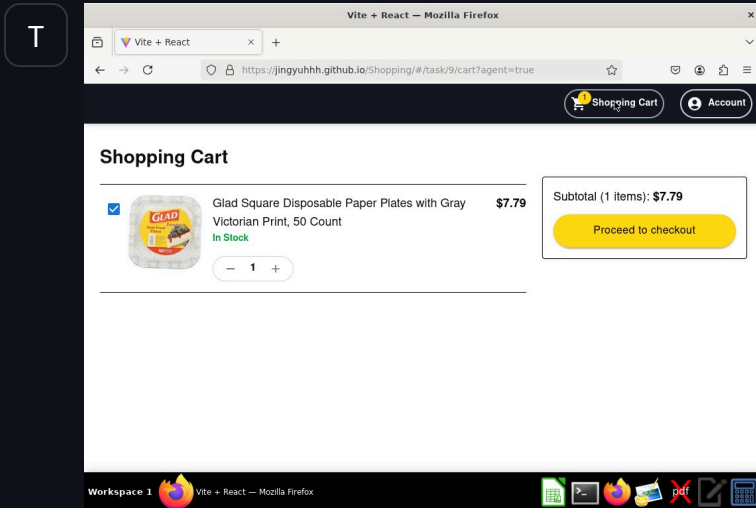 T
Vite + React — Mozilla Firefox
Vite + React
https://jingyuhhh.github.io/Shopping/#/task/9/cart?agent=true
1
Shopping Cart
Account
Shopping Cart
GLAD
Glad Square Disposable Paper Plates with Gray
Victorian Print, 50 Count
In Stock
$7.79
− 1 +
Subtotal (1 items): $7.79
Proceed to checkout
Workspace 1
Vite + React — Mozilla Firefox
pdf